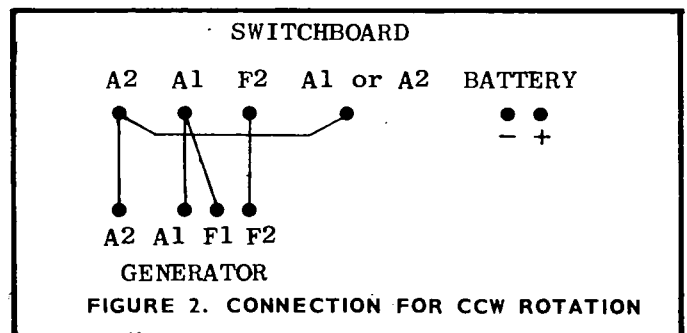 SWITCHBOARD
A2 A1 F2 A1 or A2 BATTERY
- +
A2 A1 F1 F2
GENERATOR
FIGURE 2. CONNECTION FOR CCW ROTATION